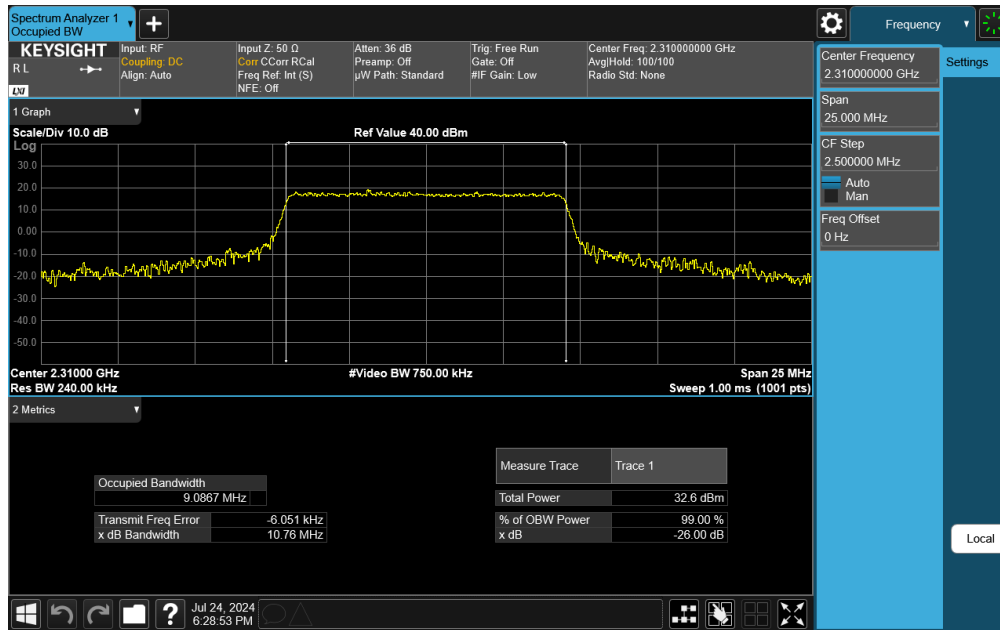 Spectrum Analyzer 1
Occupied BW
Frequency
KEYSIGHT
R L
LXI
Input: RF
Coupling: DC
Align: Auto
Input Z: 50 Ω
Corr CCorr RCal
Freq Ref: Int (S)
NFE: Off
Atten: 36 dB
Preamp: Off
µW Path: Standard
Trig: Free Run
Gate: Off
#IF Gain: Low
Center Freq: 2.310000000 GHz
Avg|Hold: 100/100
Radio Std: None
Center Frequency
2.310000000 GHz
Settings
Span
25.000 MHz
CF Step
2.500000 MHz
Auto
Man
Freq Offset
0 Hz
Local
1 Graph
Scale/Div 10.0 dB
Ref Value 40.00 dBm
Log
30.0
20.0
10.0
0.00
-10.0
-20.0
-30.0
-40.0
-50.0
Center 2.31000 GHz
#Video BW 750.00 kHz
Span 25 MHz
Res BW 240.00 kHz
Sweep 1.00 ms (1001 pts)
2 Metrics
Measure Trace
Trace 1
Occupied Bandwidth
9.0867 MHz
Total Power
32.6 dBm
Transmit Freq Error
-6.051 kHz
% of OBW Power
99.00 %
x dB Bandwidth
10.76 MHz
x dB
-26.00 dB
?
Jul 24, 2024
6:28:53 PM